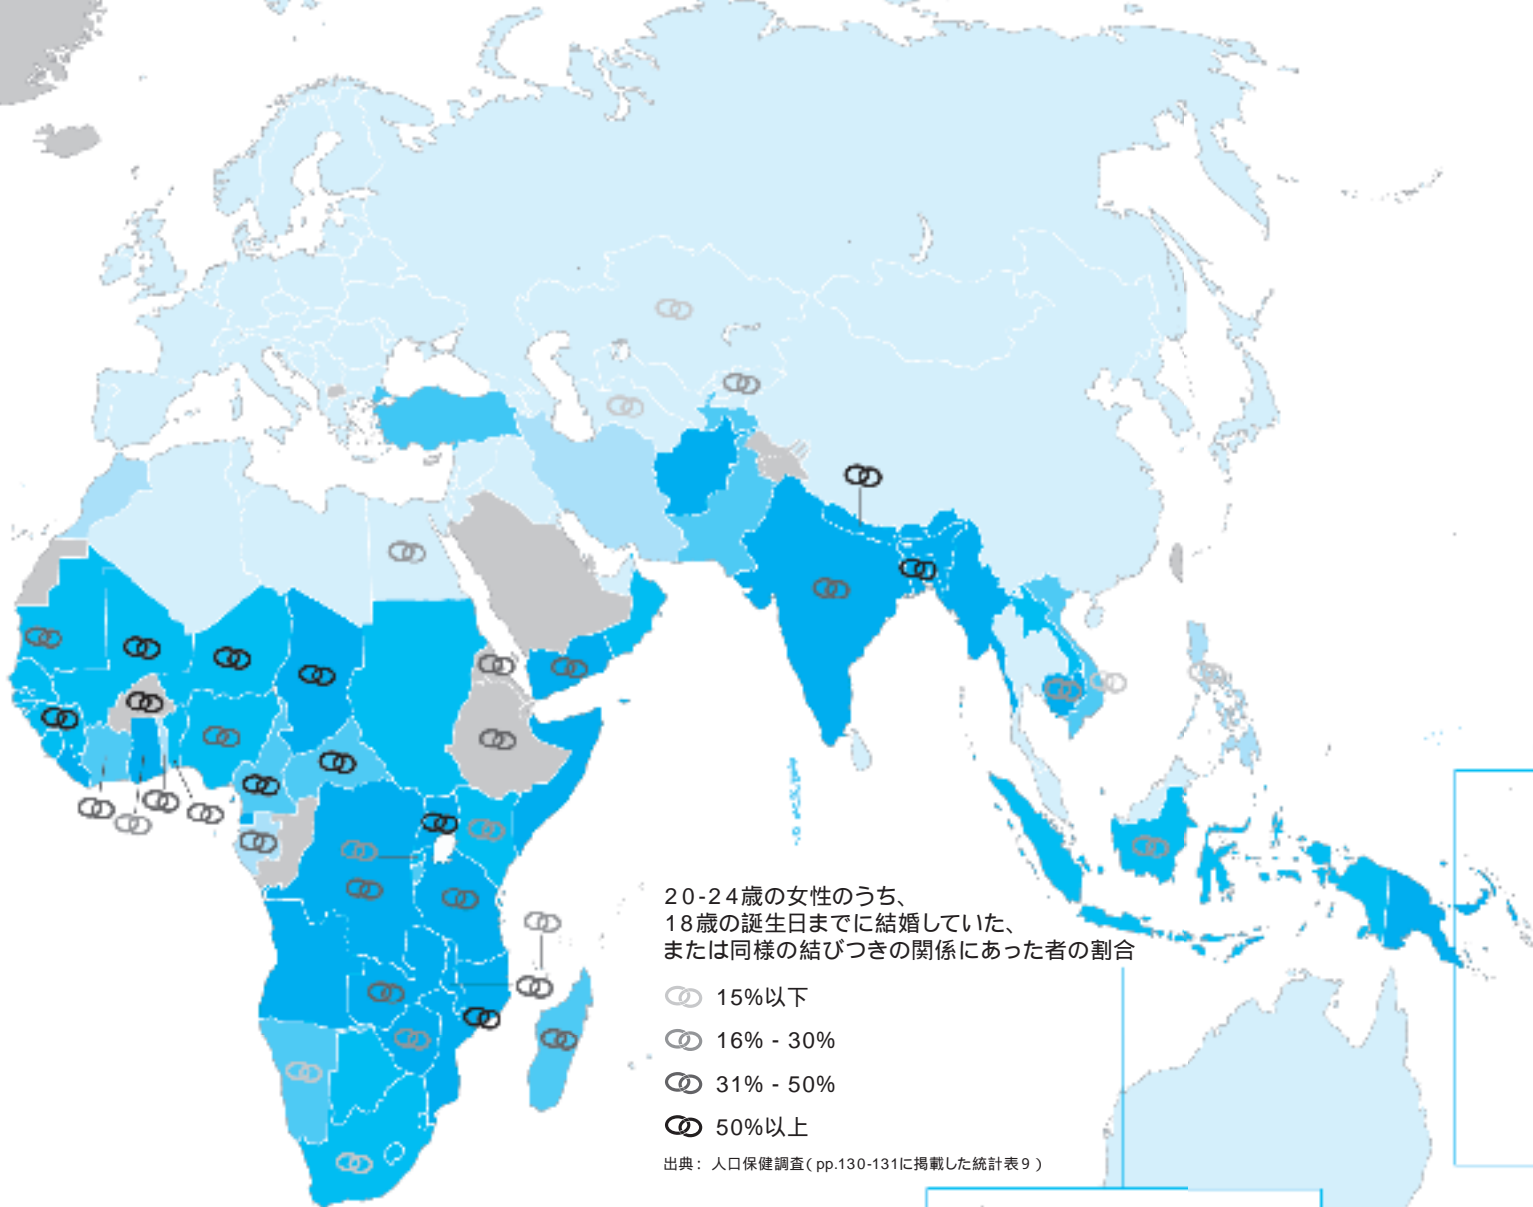 20-24歳の女性のうち、
18歳の誕生日までに結婚していた、
または同様の結びつきの関係にあった者の割合
15%以下
16% - 30%
31% - 50%
50%以上
出典: 人口保健調査(pp.130-131に掲載した統計表9)